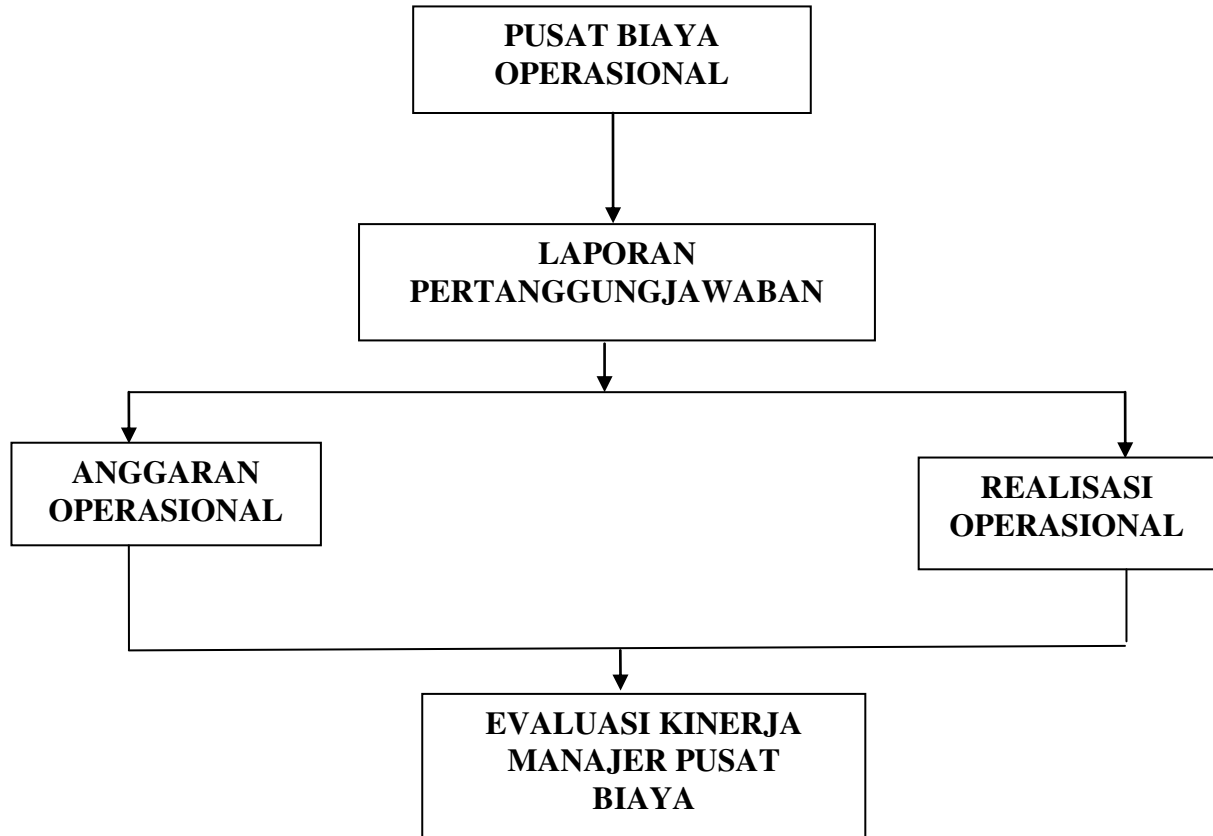 PUSAT BIAYA
OPERASIONAL
LAPORAN
PERTANGGUNGJAWABAN
ANGGARAN
OPERASIONAL
REALISASI
OPERASIONAL
EVALUASI KINERJA
MANAJER PUSAT
BIAYA